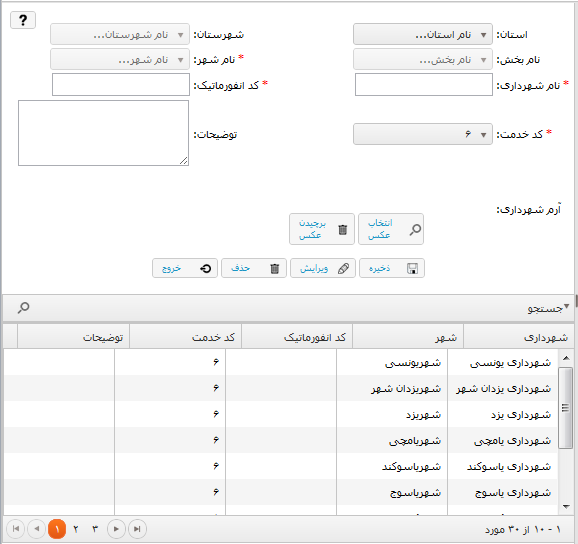 ?
استان: نام استان... شهرستان: نام شهرستان...
نام بخش: نام بخش... * نام شهر: نام شهر...
* نام شهرداری: * کد انفورماتیک:
* کد خدمت: ۶ توضیحات:
آرم شهرداری:
انتخاب عکس برچیدن عکس
ذخیره ویرایش حذف خروج
جستجو
شهرداری شهر کد انفورماتیک کد خدمت توضیحات
شهرداری یونسی شهریونسی ۶
شهرداری یزدان شهر شهریزدان شهر ۶
شهرداری یزد شهریزد ۶
شهرداری یامچی شهریامچی ۶
شهرداری یاسوکند شهریاسوکند ۶
شهرداری یاسوج شهریاسوج ۶
۱ - ۱۰ از ۳۰ مورد ۱ ۲ ۳